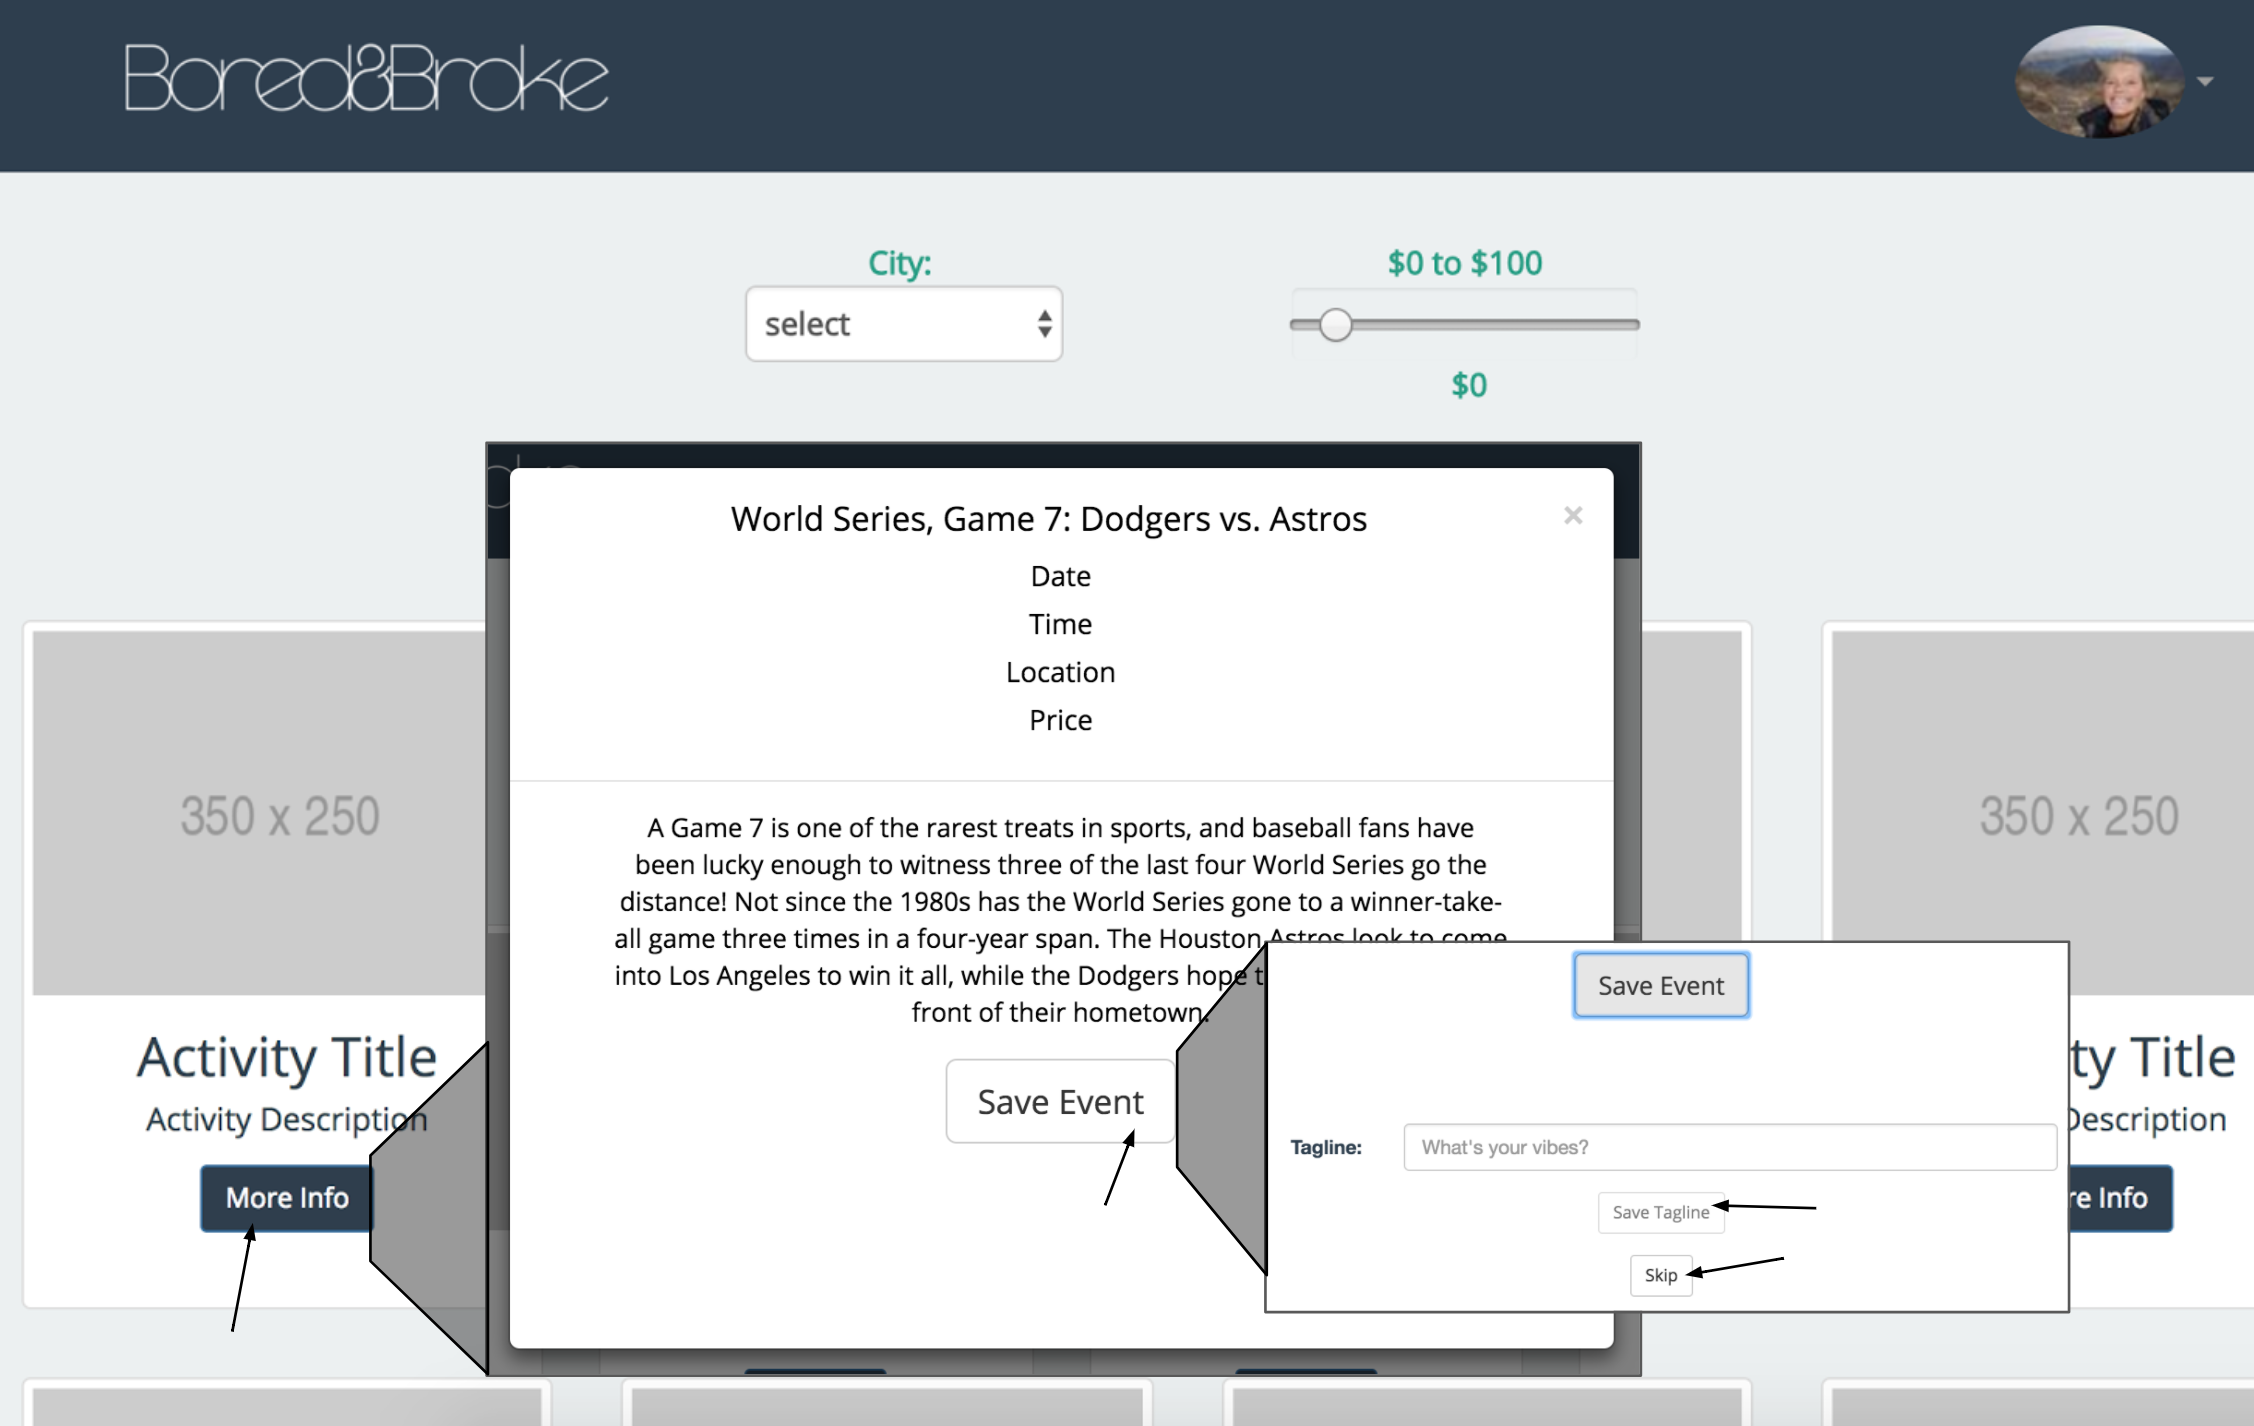 Bored&Broke
City:
select
$0 to $100
$0
World Series, Game 7: Dodgers vs. Astros
×
Date
Time
Location
Price
A Game 7 is one of the rarest treats in sports, and baseball fans have
been lucky enough to witness three of the last four World Series go the
distance! Not since the 1980s has the World Series gone to a winner-take-
all game three times in a four-year span. The Houston Astros look to come
into Los Angeles to win it all, while the Dodgers hope t
front of their hometown.
Save Event
350 x 250
Activity Title
Activity Description
More Info
Save Event
Tagline:
What's your vibes?
Save Tagline
Skip
350 x 250
ty Title
Description
re Info